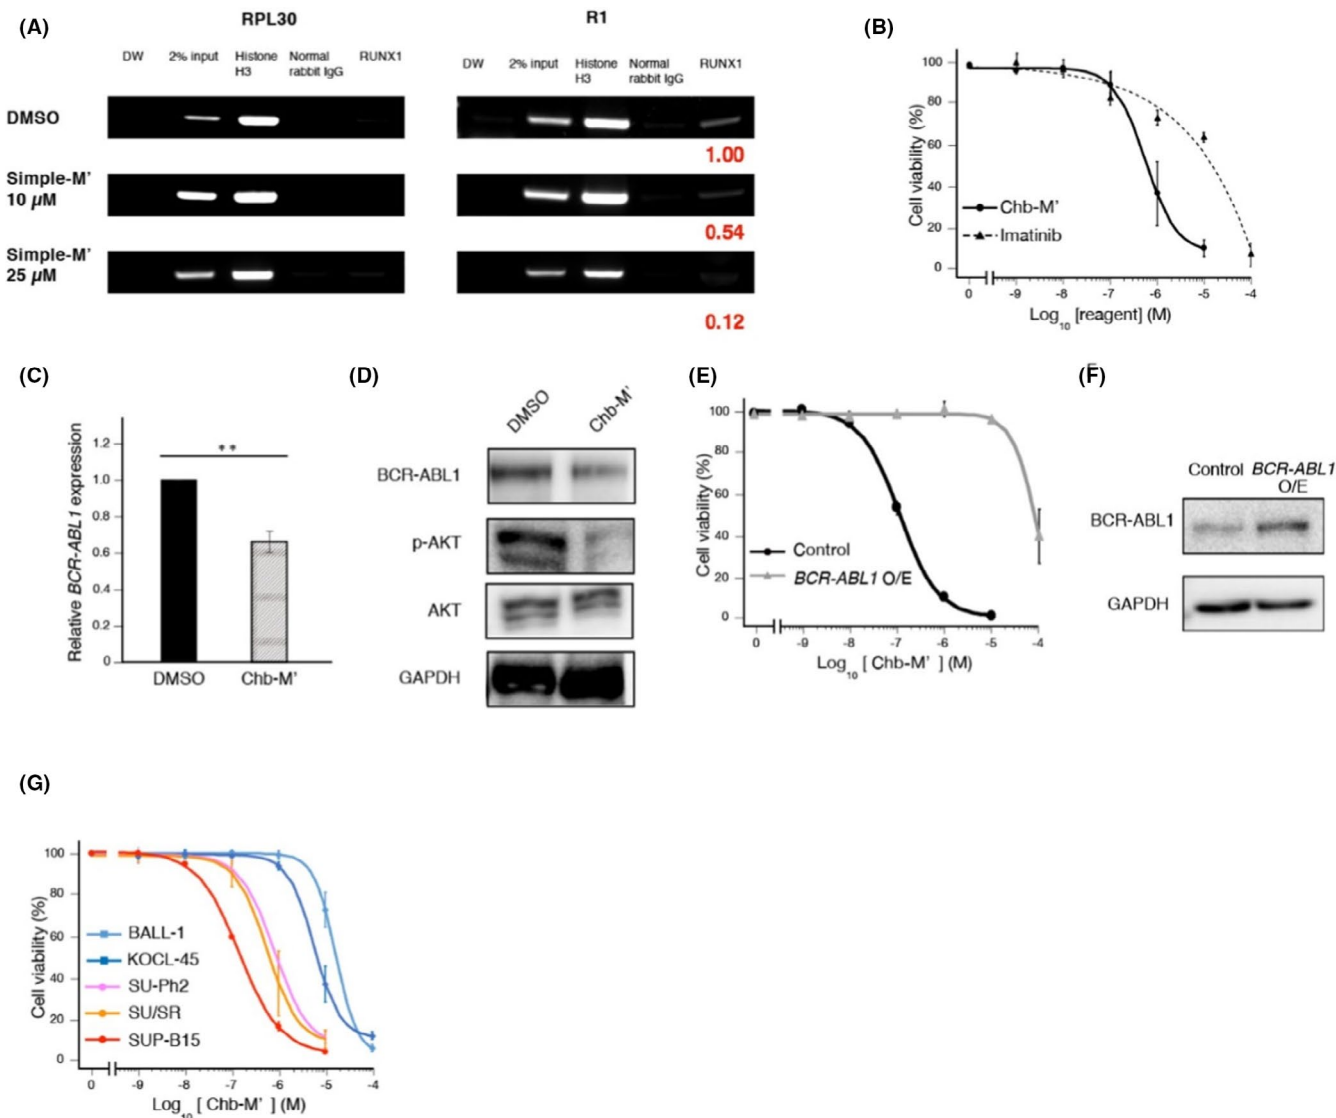 (A)
RPL30
R1
DW 2% input Histone H3 Normal rabbit IgG RUNX1
DW 2% input Histone H3 Normal rabbit IgG RUNX1
DMSO
1.00
Simple-M’
10 µM
0.54
Simple-M’
25 µM
0.12
(B)
Cell viability (%)
100
80
60
40
20
0
Chb-M’
Imatinib
0 -9 -8 -7 -6 -5 -4
Log10 [reagent] (M)
(C)
Relative BCR-ABL1 expression
1.2
1.0
0.8
0.6
0.4
0.2
0
**
DMSO Chb-M’
(D)
DMSO Chb-M’
BCR-ABL1
p-AKT
AKT
GAPDH
(E)
Cell viability (%)
100
80
60
40
20
0
Control
BCR-ABL1 O/E
0 -9 -8 -7 -6 -5 -4
Log10 [ Chb-M’ ] (M)
(F)
Control BCR-ABL1
O/E
BCR-ABL1
GAPDH
(G)
Cell viability (%)
100
80
60
40
20
0
BALL-1
KOCL-45
SU-Ph2
SU/SR
SUP-B15
0 -9 -8 -7 -6 -5 -4
Log10 [ Chb-M’ ] (M)